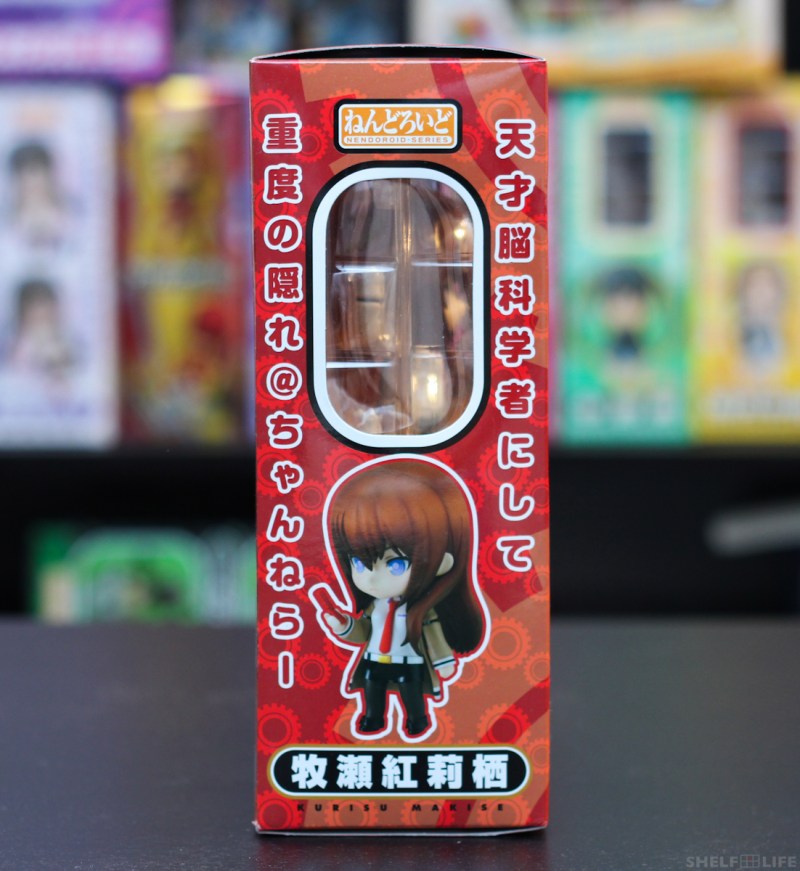 ねんどろいど
NENDOROID-SERIES
天才脳科学者にして
重度の隠れ@ちゃんねらー
牧瀬紅莉栖
KURISU MAKISE
SHELF LIFE